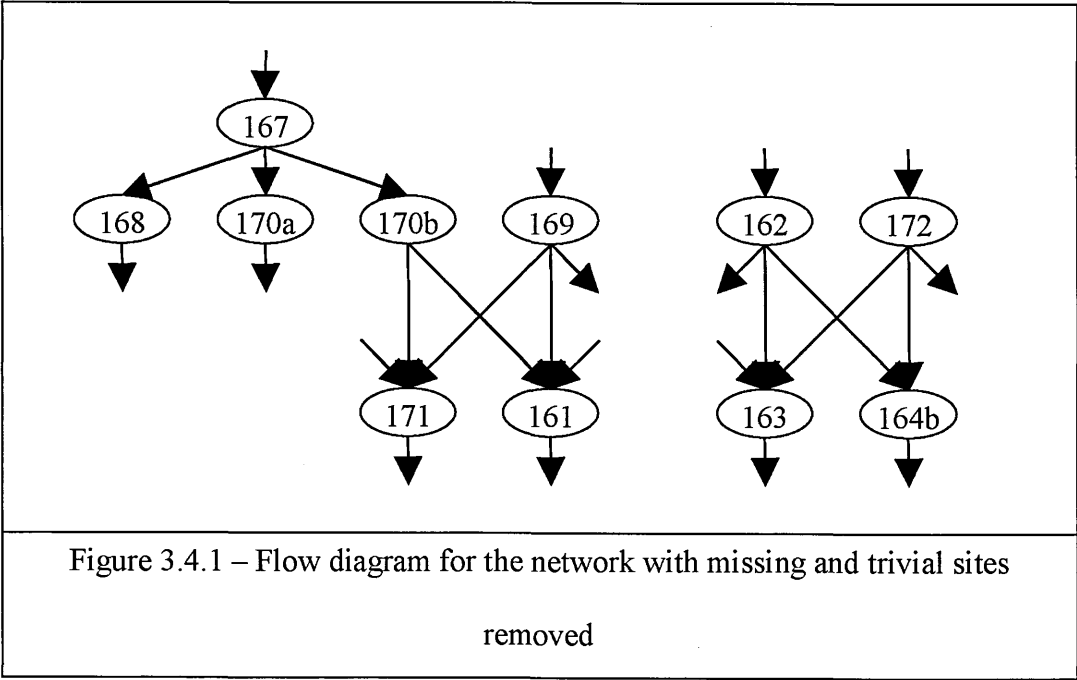 167
168 170a 170b 169 162 172
171 161 163 164b
Figure 3.4.1 – Flow diagram for the network with missing and trivial sites
removed